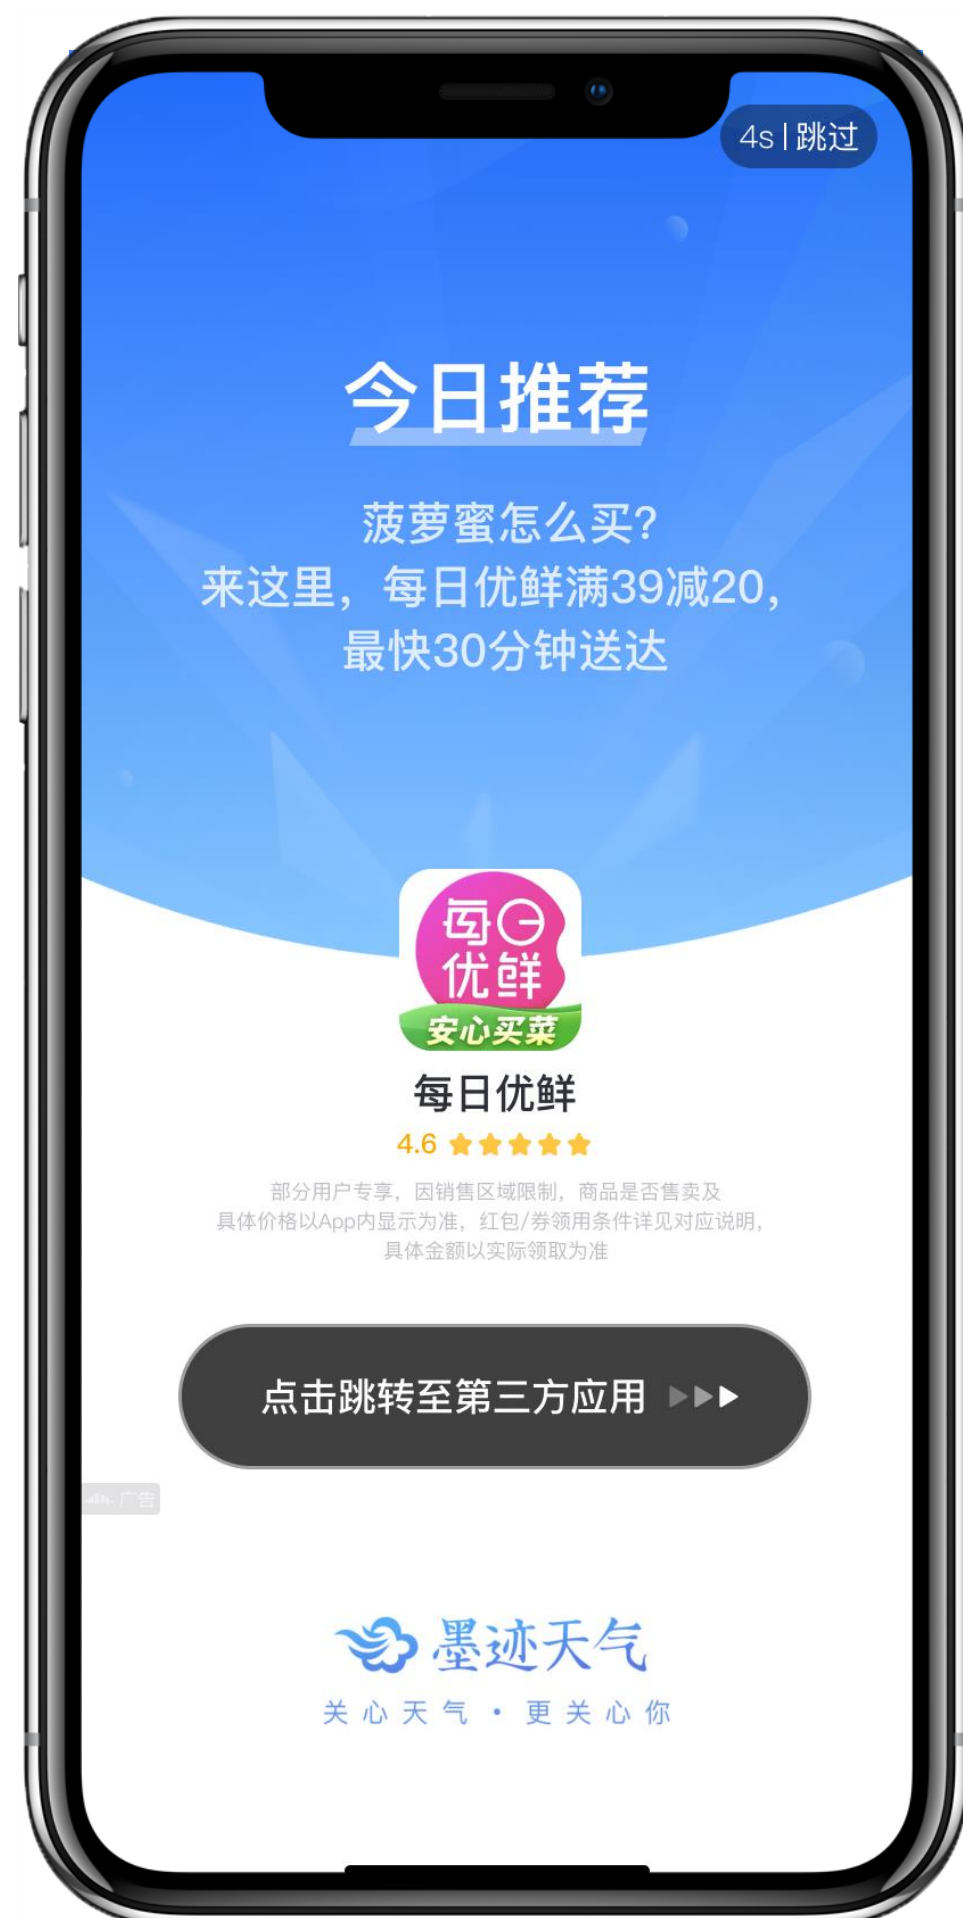 4s | 跳过
今日推荐
菠萝蜜怎么买?
来这里，每日优鲜满39减20，
最快30分钟送达
每日
优鲜
安心买菜
每日优鲜
4.6
部分用户专享，因销售区域限制，商品是否售卖及
具体价格以App内显示为准，红包/券领用条件详见对应说明，
具体金额以实际领取为准
点击跳转至第三方应用
广告
墨迹天气
关心天气·更关心你